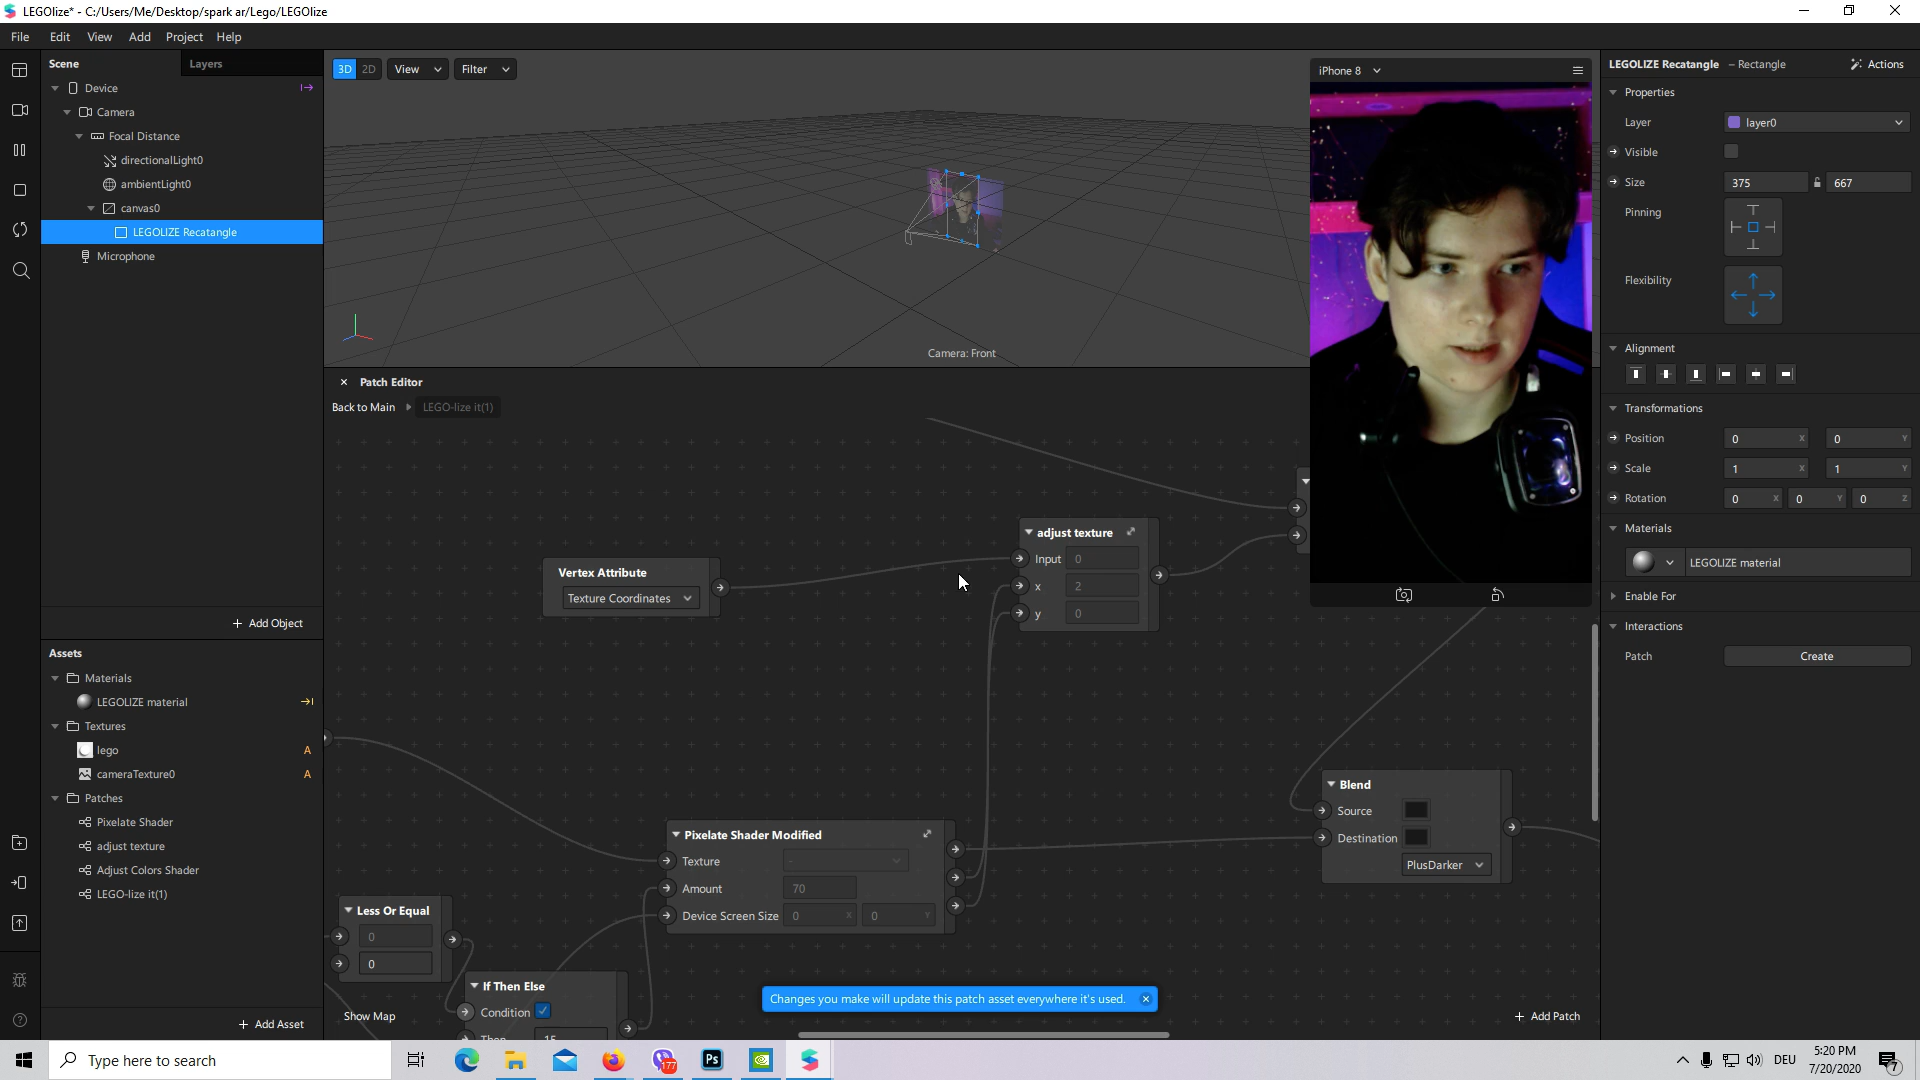 LEGOlize* - C:/Users/Me/Desktop/spark ar/Lego/LEGOlize
File Edit View Add Project Help
Scene Layers
Device
Camera
Focal Distance
directionalLight0
ambientLight0
canvas0
LEGOLIZE Recatangle
Microphone
+ Add Object
Assets
Materials
LEGOLIZE material
Textures
lego A
cameraTexture0 A
Patches
Pixelate Shader
adjust texture
Adjust Colors Shader
LEGO-lize it(1)
+ Add Asset
3D 2D View Filter
Camera: Front
iPhone 8
Patch Editor
Back to Main LEGO-lize it(1)
Vertex Attribute
Texture Coordinates
adjust texture
Input 0
x 2
y 0
Pixelate Shader Modified
Texture -
Amount 70
Device Screen Size 0 X 0 Y
Blend
Source
Destination
PlusDarker
Less Or Equal
0
0
If Then Else
Condition
Then 15
Show Map
Changes you make will update this patch asset everywhere it's used.
+ Add Patch
LEGOLIZE Recatangle – Rectangle Actions
Properties
Layer layer0
Visible
Size 375 667
Pinning
Flexibility
Alignment
Transformations
Position 0 X 0 Y
Scale 1 X 1 Y
Rotation 0 X 0 Y 0 Z
Materials
LEGOLIZE material
Enable For
Interactions
Patch Create
Type here to search
177
Ps
DEU
5:20 PM
7/20/2020
7